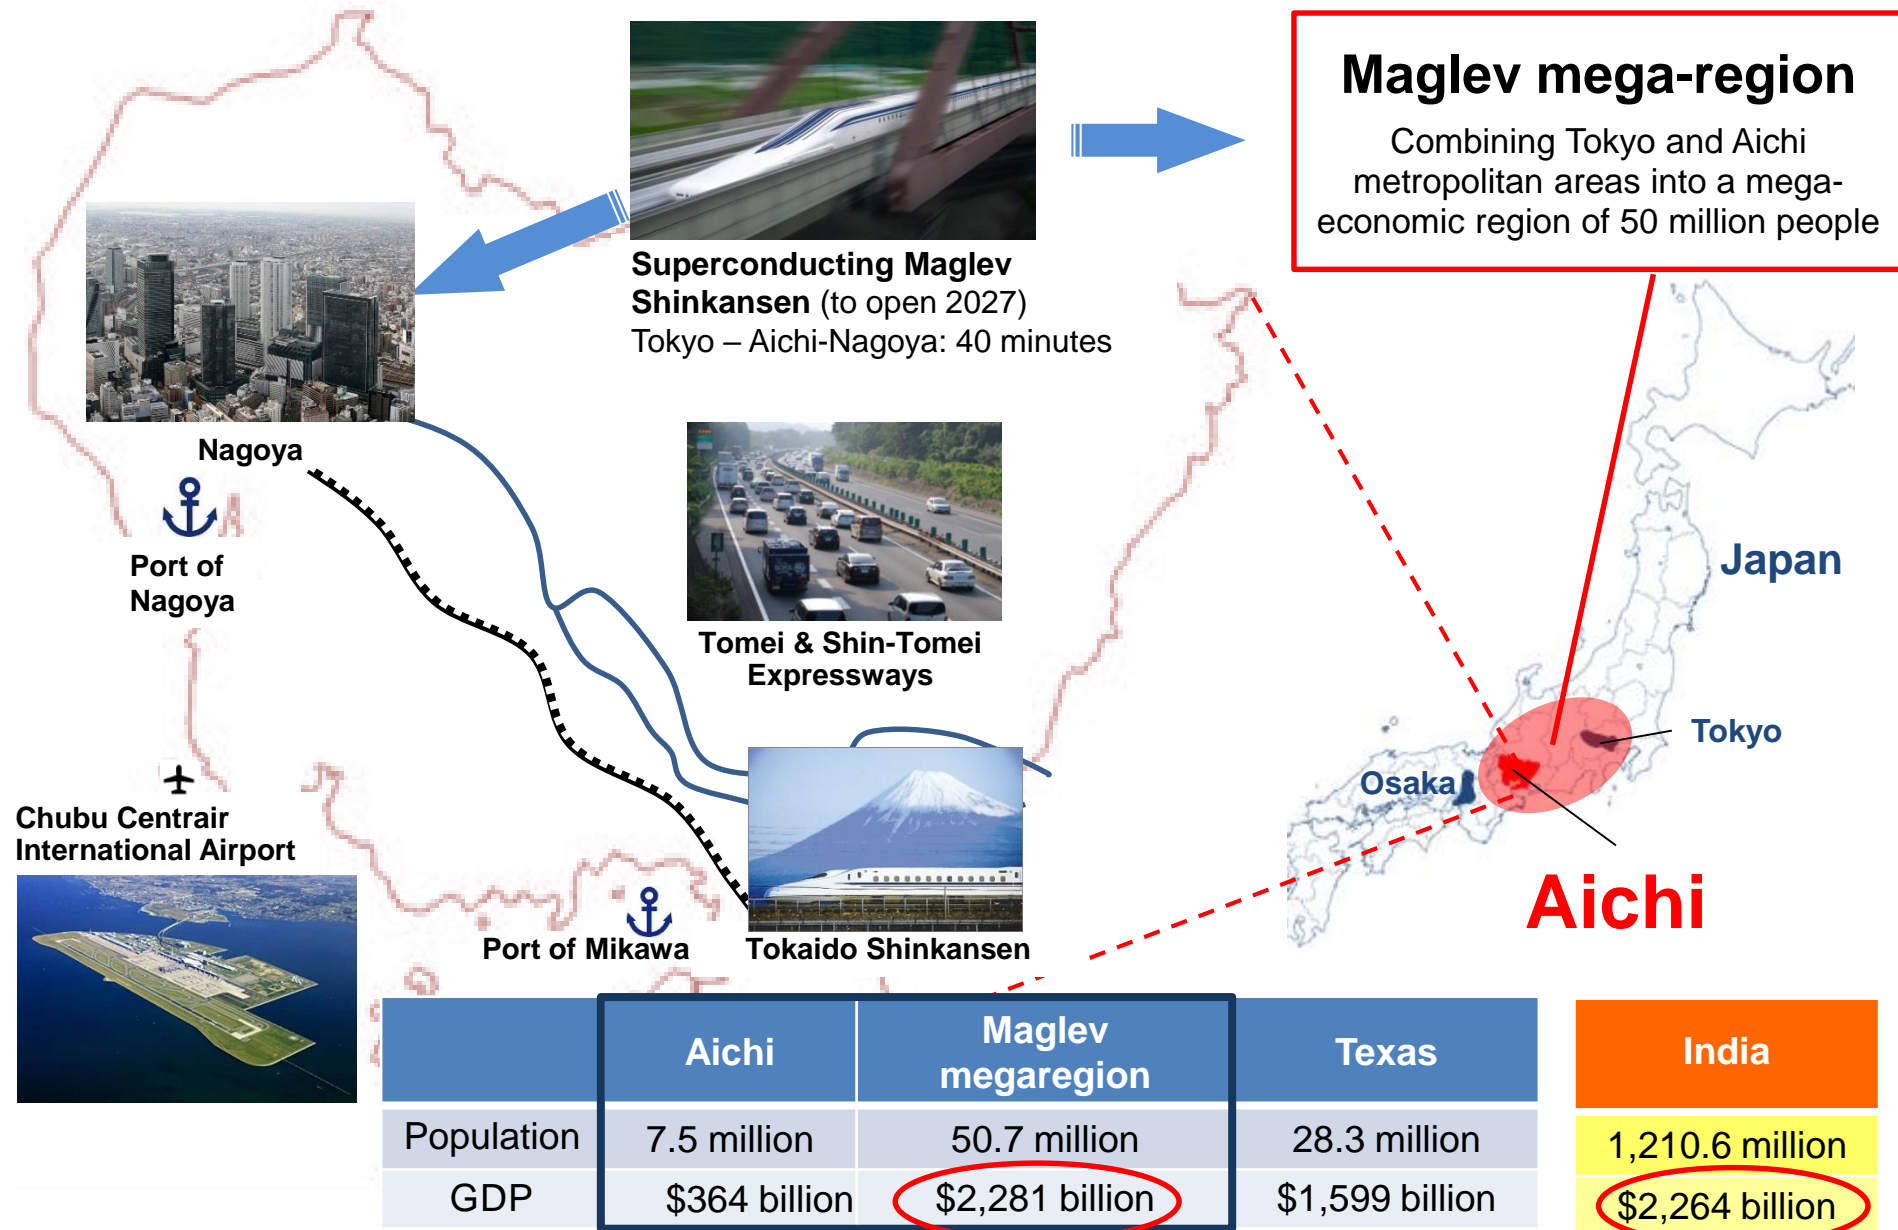 Maglev mega-region
Combining Tokyo and Aichi
metropolitan areas into a mega-
economic region of 50 million people
Superconducting Maglev
Shinkansen (to open 2027)
Tokyo – Aichi-Nagoya: 40 minutes
Nagoya
Port of
Nagoya
Tomei & Shin-Tomei
Expressways
Japan
Tokyo
Osaka
Aichi
Chubu Centrair
International Airport
Port of Mikawa
Tokaido Shinkansen
Aichi
Maglev
megaregion
Texas
India
Population 7.5 million 50.7 million 28.3 million 1,210.6 million
GDP $364 billion $2,281 billion $1,599 billion $2,264 billion